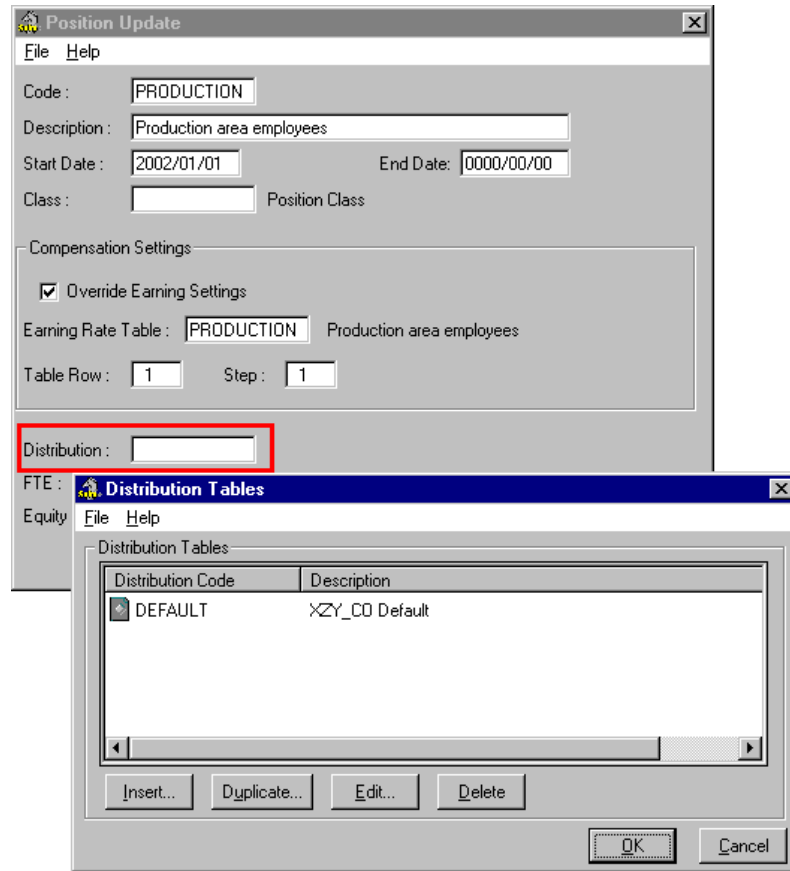 Position Update
File Help
Code : PRODUCTION
Description : Production area employees
Start Date : 2002/01/01 End Date: 0000/00/00
Class : Position Class
Compensation Settings
Override Earning Settings
Earning Rate Table : PRODUCTION Production area employees
Table Row : 1 Step : 1
Distribution :
FTE :
Equity
Distribution Tables
File Help
Distribution Tables
Distribution Code Description
DEFAULT XZY_CO Default
Insert... Duplicate... Edit... Delete
OK Cancel